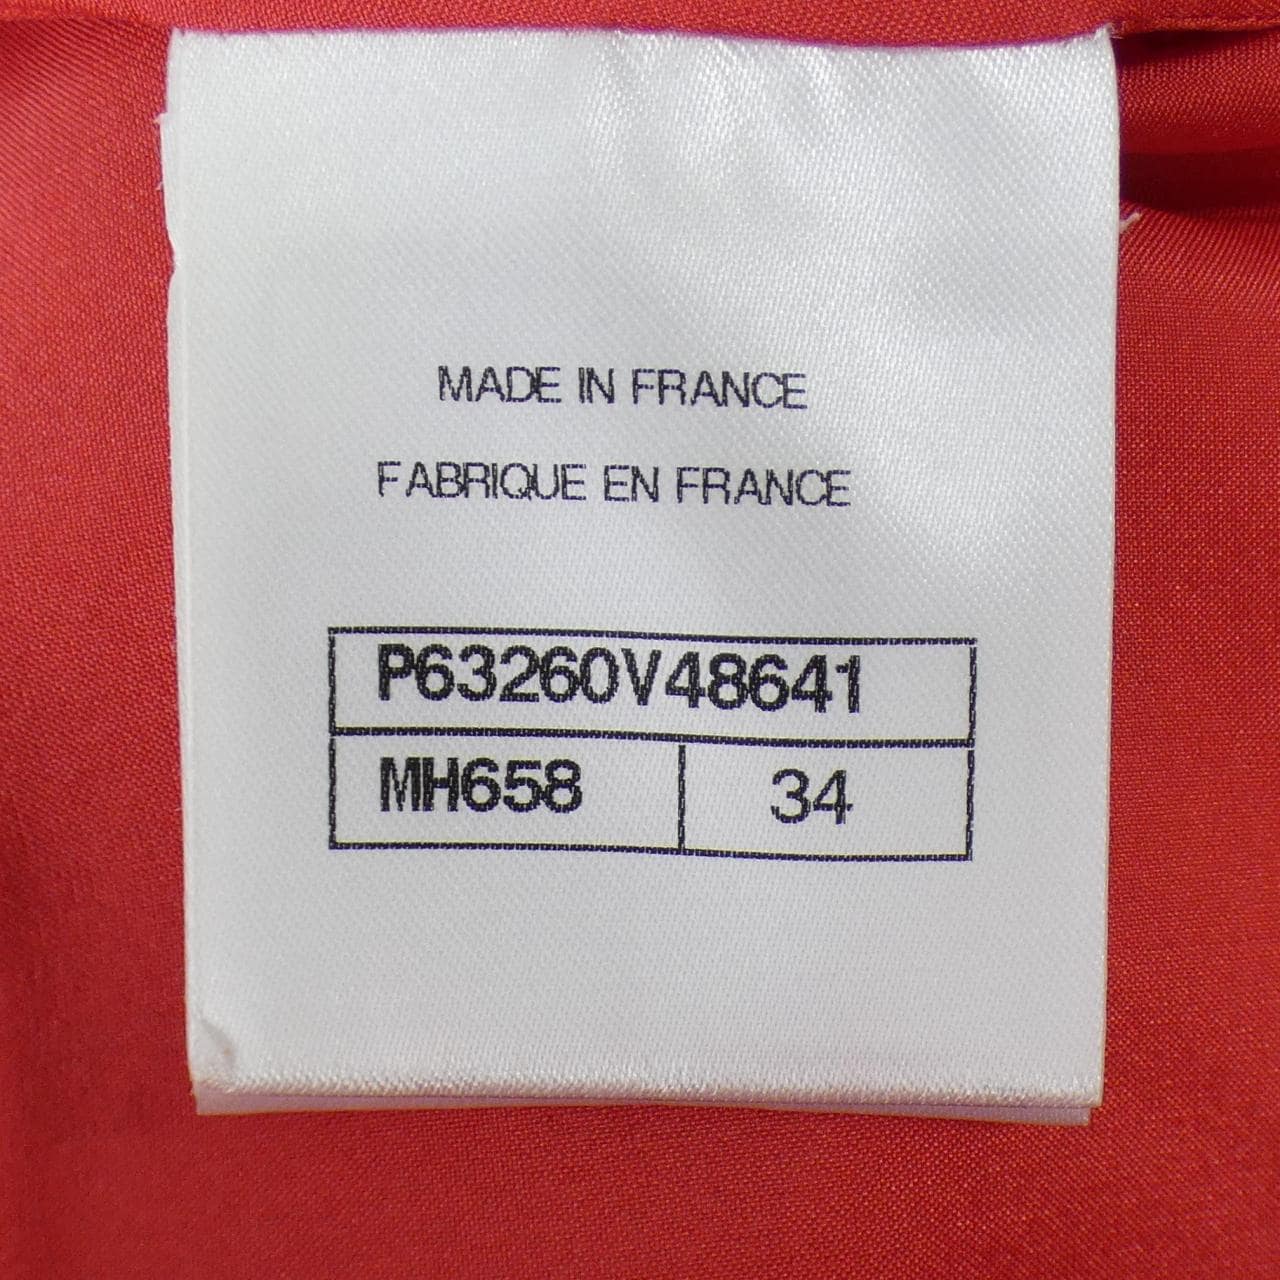 MADE IN FRANCE
FABRIQUE EN FRANCE
P63260V48641
MH658 34